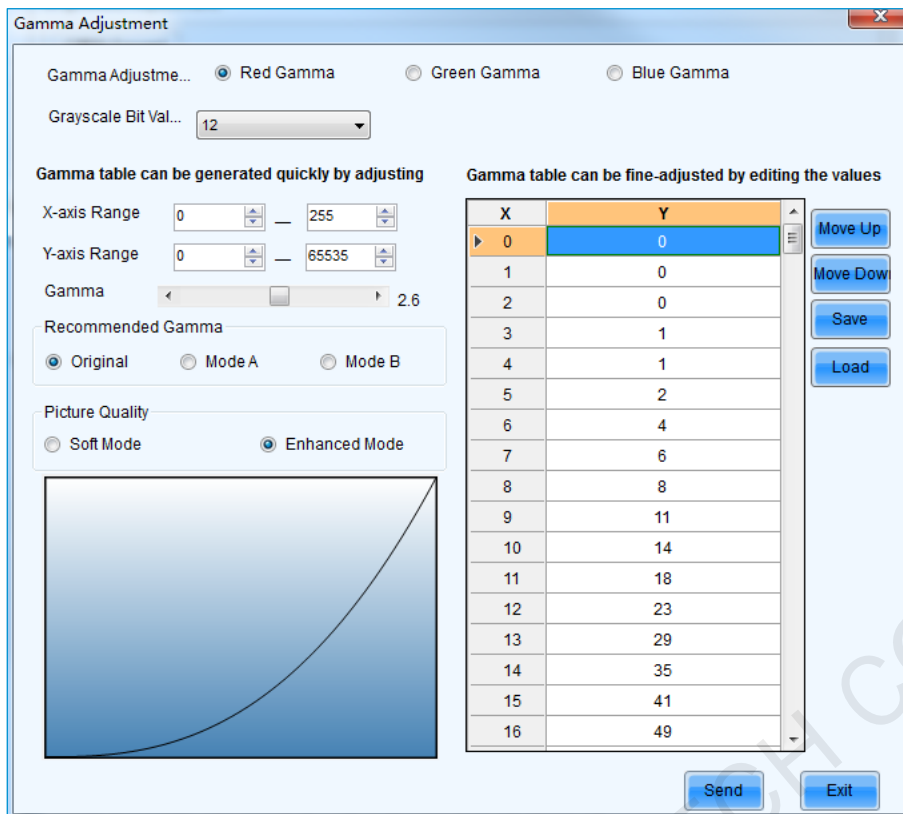 Gamma Adjustment
Gamma Adjustme... Red Gamma Green Gamma Blue Gamma
Grayscale Bit Val... 12
Gamma table can be generated quickly by adjusting
X-axis Range 0 — 255
Y-axis Range 0 — 65535
Gamma 2.6
Recommended Gamma
Original Mode A Mode B
Picture Quality
Soft Mode Enhanced Mode
Gamma table can be fine-adjusted by editing the values
X Y
0 0
1 0
2 0
3 1
4 1
5 2
6 4
7 6
8 8
9 11
10 14
11 18
12 23
13 29
14 35
15 41
16 49
Move Up
Move Dow
Save
Load
Send Exit